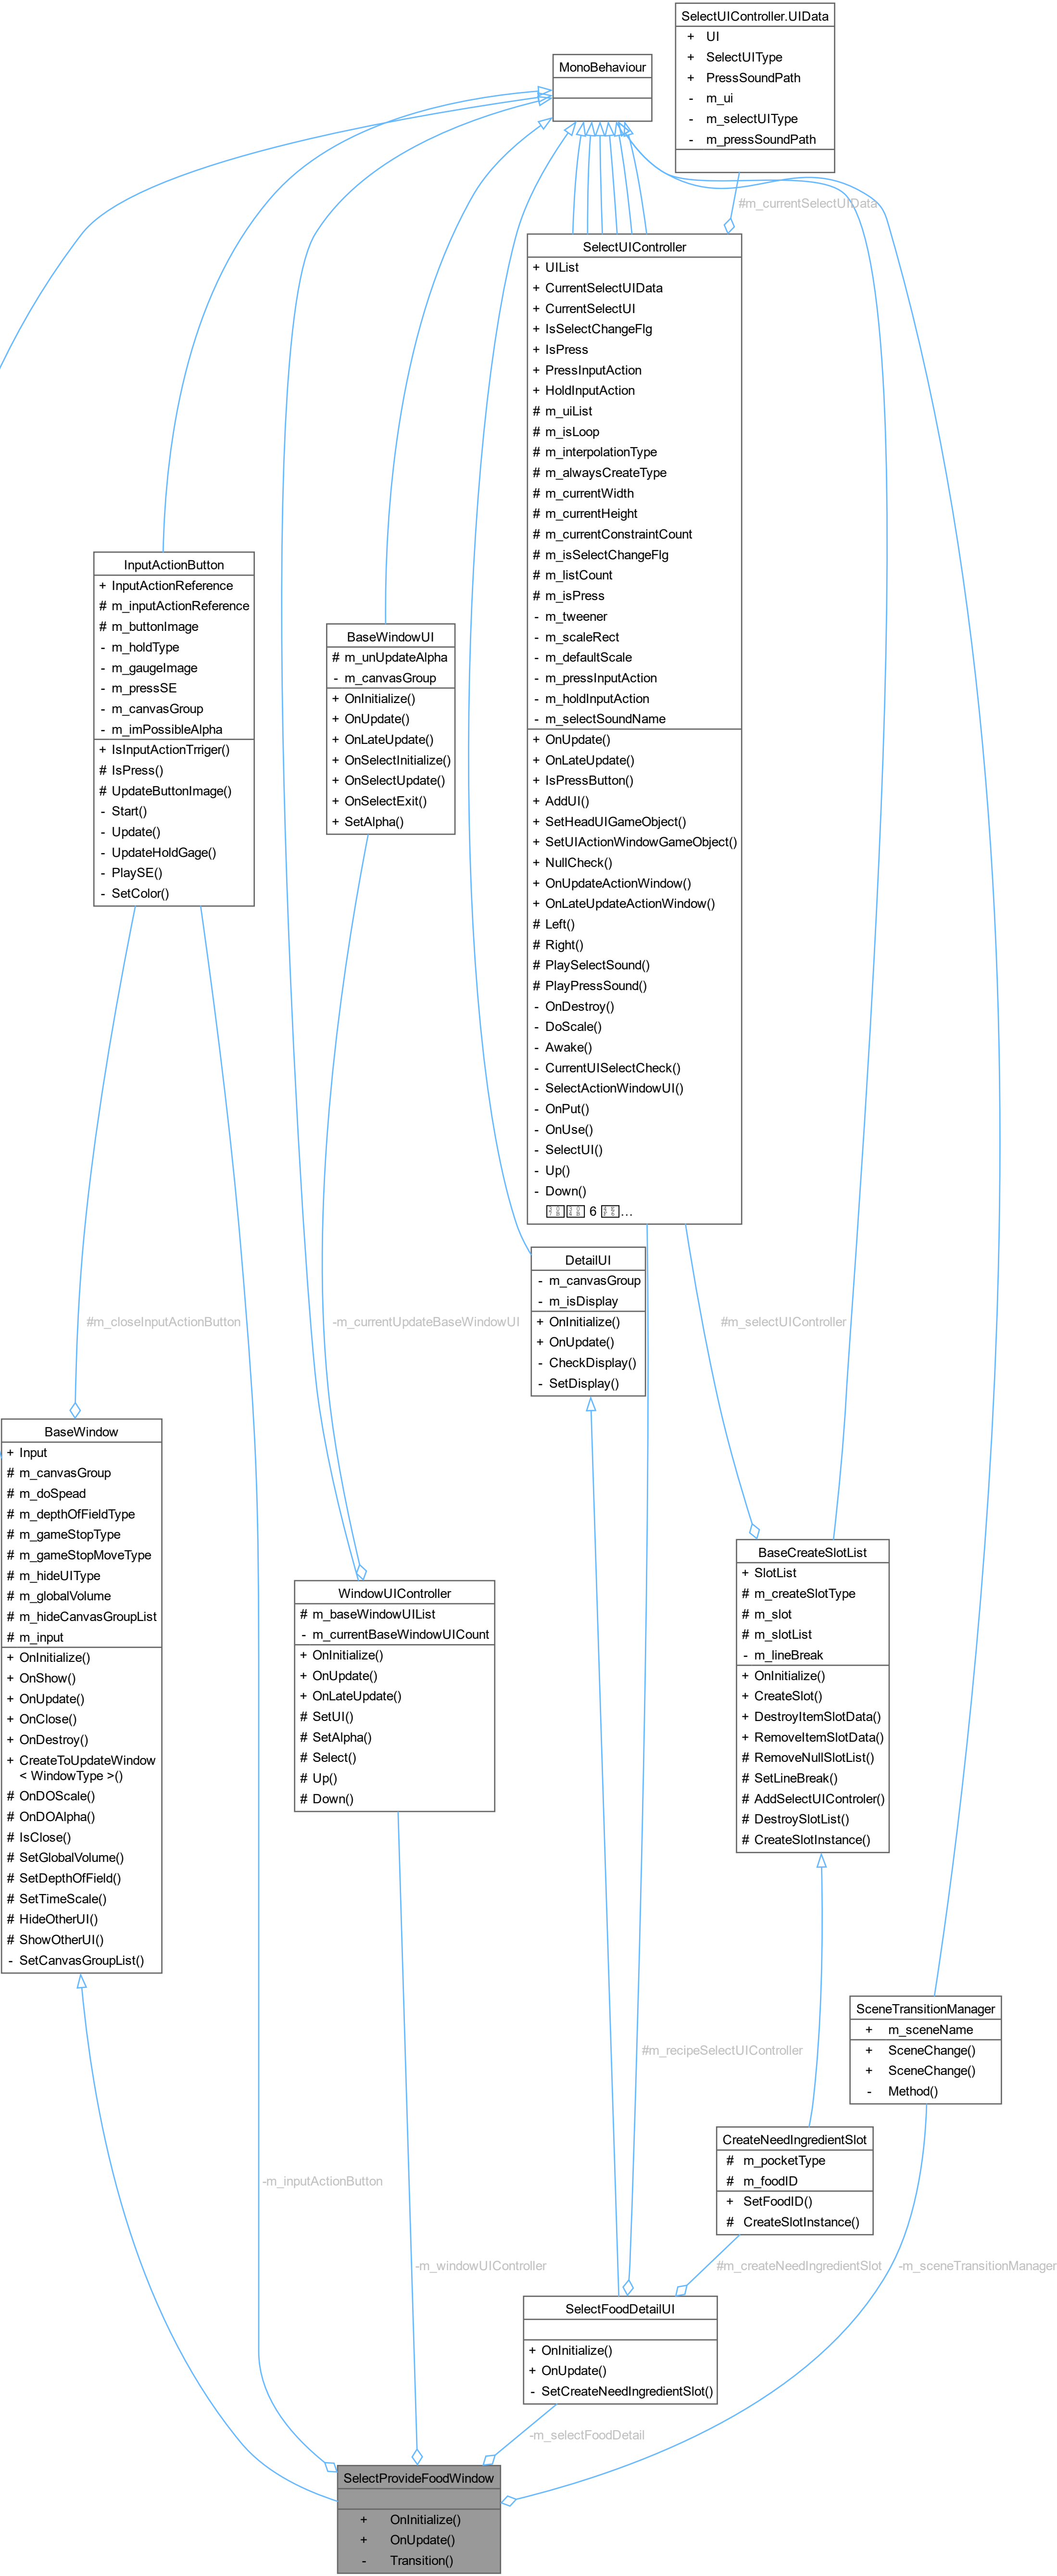 SelectUIController.UIData
+ UI
+ SelectUIType
+ PressSoundPath
- m_ui
- m_selectUIType
- m_pressSoundPath
MonoBehaviour
#m_currentSelectUIData
SelectUIController
+ UIList
+ CurrentSelectUIData
+ CurrentSelectUI
+ IsSelectChangeFlg
+ IsPress
+ PressInputAction
+ HoldInputAction
# m_uiList
# m_isLoop
# m_interpolationType
# m_alwaysCreateType
# m_currentWidth
# m_currentHeight
# m_currentConstraintCount
# m_isSelectChangeFlg
# m_listCount
# m_isPress
- m_tweener
- m_scaleRect
- m_defaultScale
- m_pressInputAction
- m_holdInputAction
- m_selectSoundName
+ OnUpdate()
+ OnLateUpdate()
+ IsPressButton()
+ AddUI()
+ SetHeadUIGameObject()
+ SetUIActionWindowGameObject()
+ NullCheck()
+ OnUpdateActionWindow()
+ OnLateUpdateActionWindow()
# Left()
# Right()
# PlaySelectSound()
# PlayPressSound()
- OnDestroy()
- DoScale()
- Awake()
- CurrentUISelectCheck()
- SelectActionWindowUI()
- OnPut()
- OnUse()
- SelectUI()
- Up()
- Down()
6 ...
InputActionButton
+ InputActionReference
# m_inputActionReference
# m_buttonImage
- m_holdType
- m_gaugeImage
- m_pressSE
- m_canvasGroup
- m_imPossibleAlpha
+ IsInputActionTrriger()
# IsPress()
# UpdateButtonImage()
- Start()
- Update()
- UpdateHoldGage()
- PlaySE()
- SetColor()
BaseWindowUI
# m_unUpdateAlpha
- m_canvasGroup
+ OnInitialize()
+ OnUpdate()
+ OnLateUpdate()
+ OnSelectInitialize()
+ OnSelectUpdate()
+ OnSelectExit()
+ SetAlpha()
DetailUI
- m_canvasGroup
- m_isDisplay
+ OnInitialize()
+ OnUpdate()
- CheckDisplay()
- SetDisplay()
#m_closeInputActionButton
-m_currentUpdateBaseWindowUI
#m_selectUIController
BaseWindow
+ Input
# m_canvasGroup
# m_doSpead
# m_depthOfFieldType
# m_gameStopType
# m_gameStopMoveType
# m_hideUIType
# m_globalVolume
# m_hideCanvasGroupList
# m_input
+ OnInitialize()
+ OnShow()
+ OnUpdate()
+ OnClose()
+ OnDestroy()
+ CreateToUpdateWindow
< WindowType >()
# OnDOScale()
# OnDOAlpha()
# IsClose()
# SetGlobalVolume()
# SetDepthOfField()
# SetTimeScale()
# HideOtherUI()
# ShowOtherUI()
- SetCanvasGroupList()
WindowUIController
# m_baseWindowUIList
- m_currentBaseWindowUICount
+ OnInitialize()
+ OnUpdate()
+ OnLateUpdate()
# SetUI()
# SetAlpha()
# Select()
# Up()
# Down()
BaseCreateSlotList
+ SlotList
# m_createSlotType
# m_slot
# m_slotList
- m_lineBreak
+ OnInitialize()
+ CreateSlot()
+ DestroyItemSlotData()
+ RemoveItemSlotData()
# RemoveNullSlotList()
# SetLineBreak()
# AddSelectUIControler()
# DestroySlotList()
# CreateSlotInstance()
SceneTransitionManager
+ m_sceneName
+ SceneChange()
+ SceneChange()
- Method()
#m_recipeSelectUIController
CreateNeedIngredientSlot
# m_pocketType
# m_foodID
+ SetFoodID()
# CreateSlotInstance()
-m_inputActionButton
-m_windowUIController
#m_createNeedIngredientSlot
-m_sceneTransitionManager
SelectFoodDetailUI
+ OnInitialize()
+ OnUpdate()
- SetCreateNeedIngredientSlot()
-m_selectFoodDetail
SelectProvideFoodWindow
+ OnInitialize()
+ OnUpdate()
- Transition()